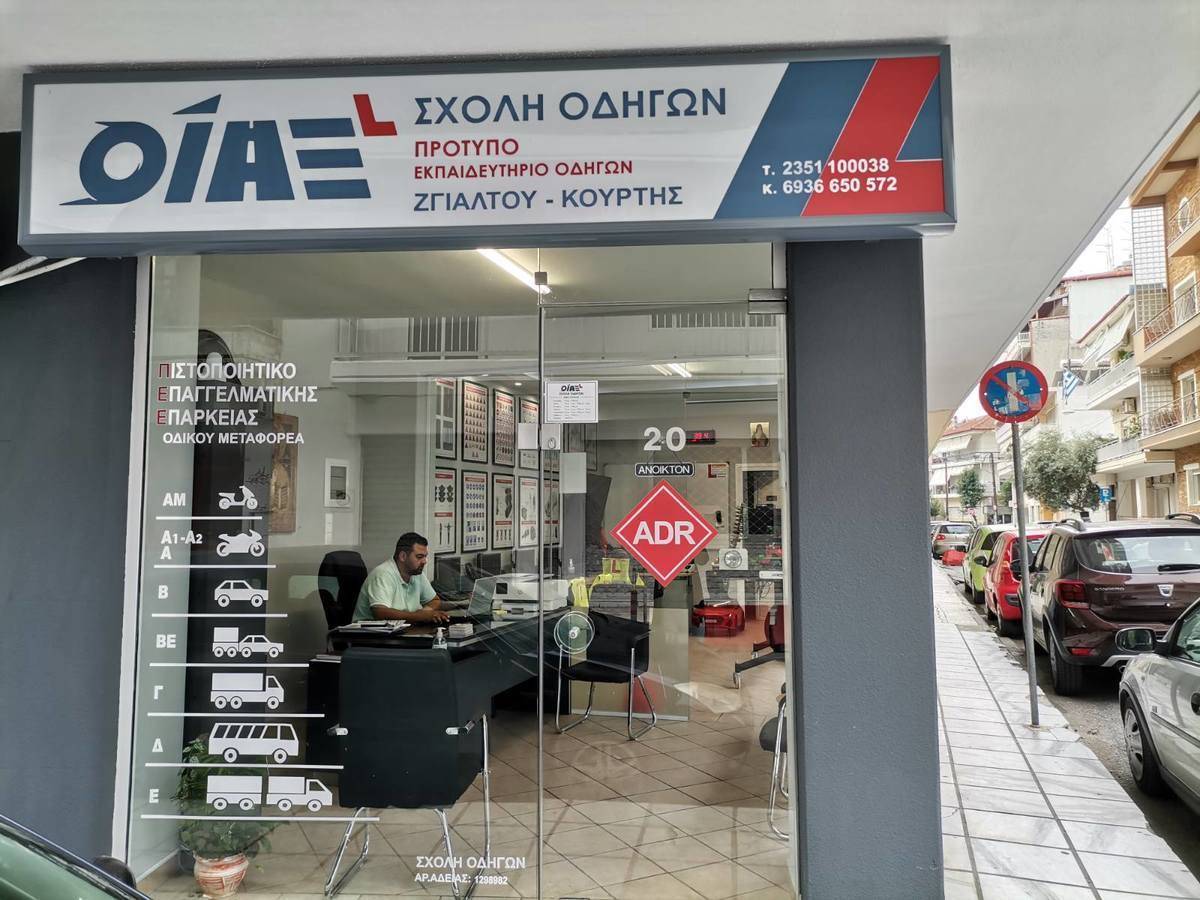 ΟΙΑΞ L
ΣΧΟΛΗ ΟΔΗΓΩΝ
ΠΡΟΤΥΠΟ
ΕΚΠΑΙΔΕΥΤΗΡΙΟ ΟΔΗΓΩΝ
ΖΓΙΑΛΤΟΥ - ΚΟΥΡΤΗΣ
τ. 2351 100038
κ. 6936 650 572
ΠΙΣΤΟΠΟΙΗΤΙΚΟ
ΕΠΑΓΓΕΛΜΑΤΙΚΗΣ
ΕΠΑΡΚΕΙΑΣ
ΟΔΙΚΟΥ ΜΕΤΑΦΟΡΕΑ
ΑΜ
Α1-Α2
Α
Β
ΒΕ
Γ
Δ
Ε
ΟΙΑΞ L
20
ΑΝΟΙΚΤΟΝ
ADR
ΣΧΟΛΗ ΟΔΗΓΩΝ
ΑΡ.ΑΔΕΙΑΣ: 1298982